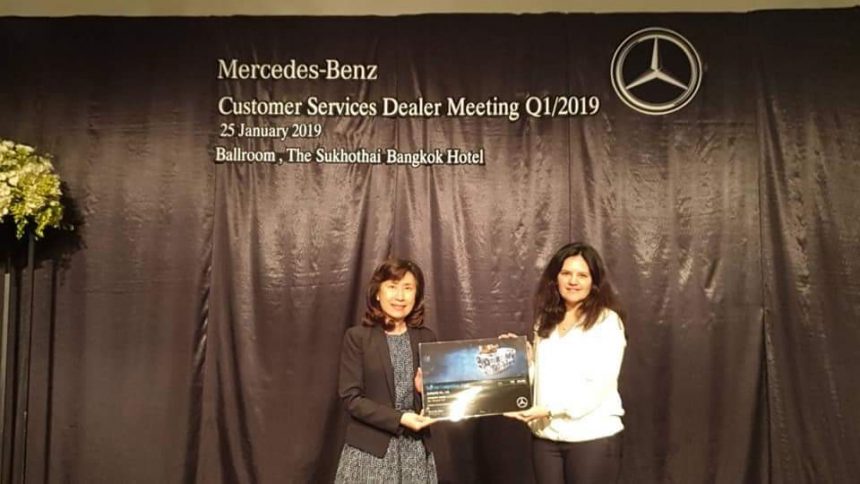 Mercedes-Benz
Customer Services Dealer Meeting Q1/2019
25 January 2019
Ballroom , The Sukhothai Bangkok Hotel